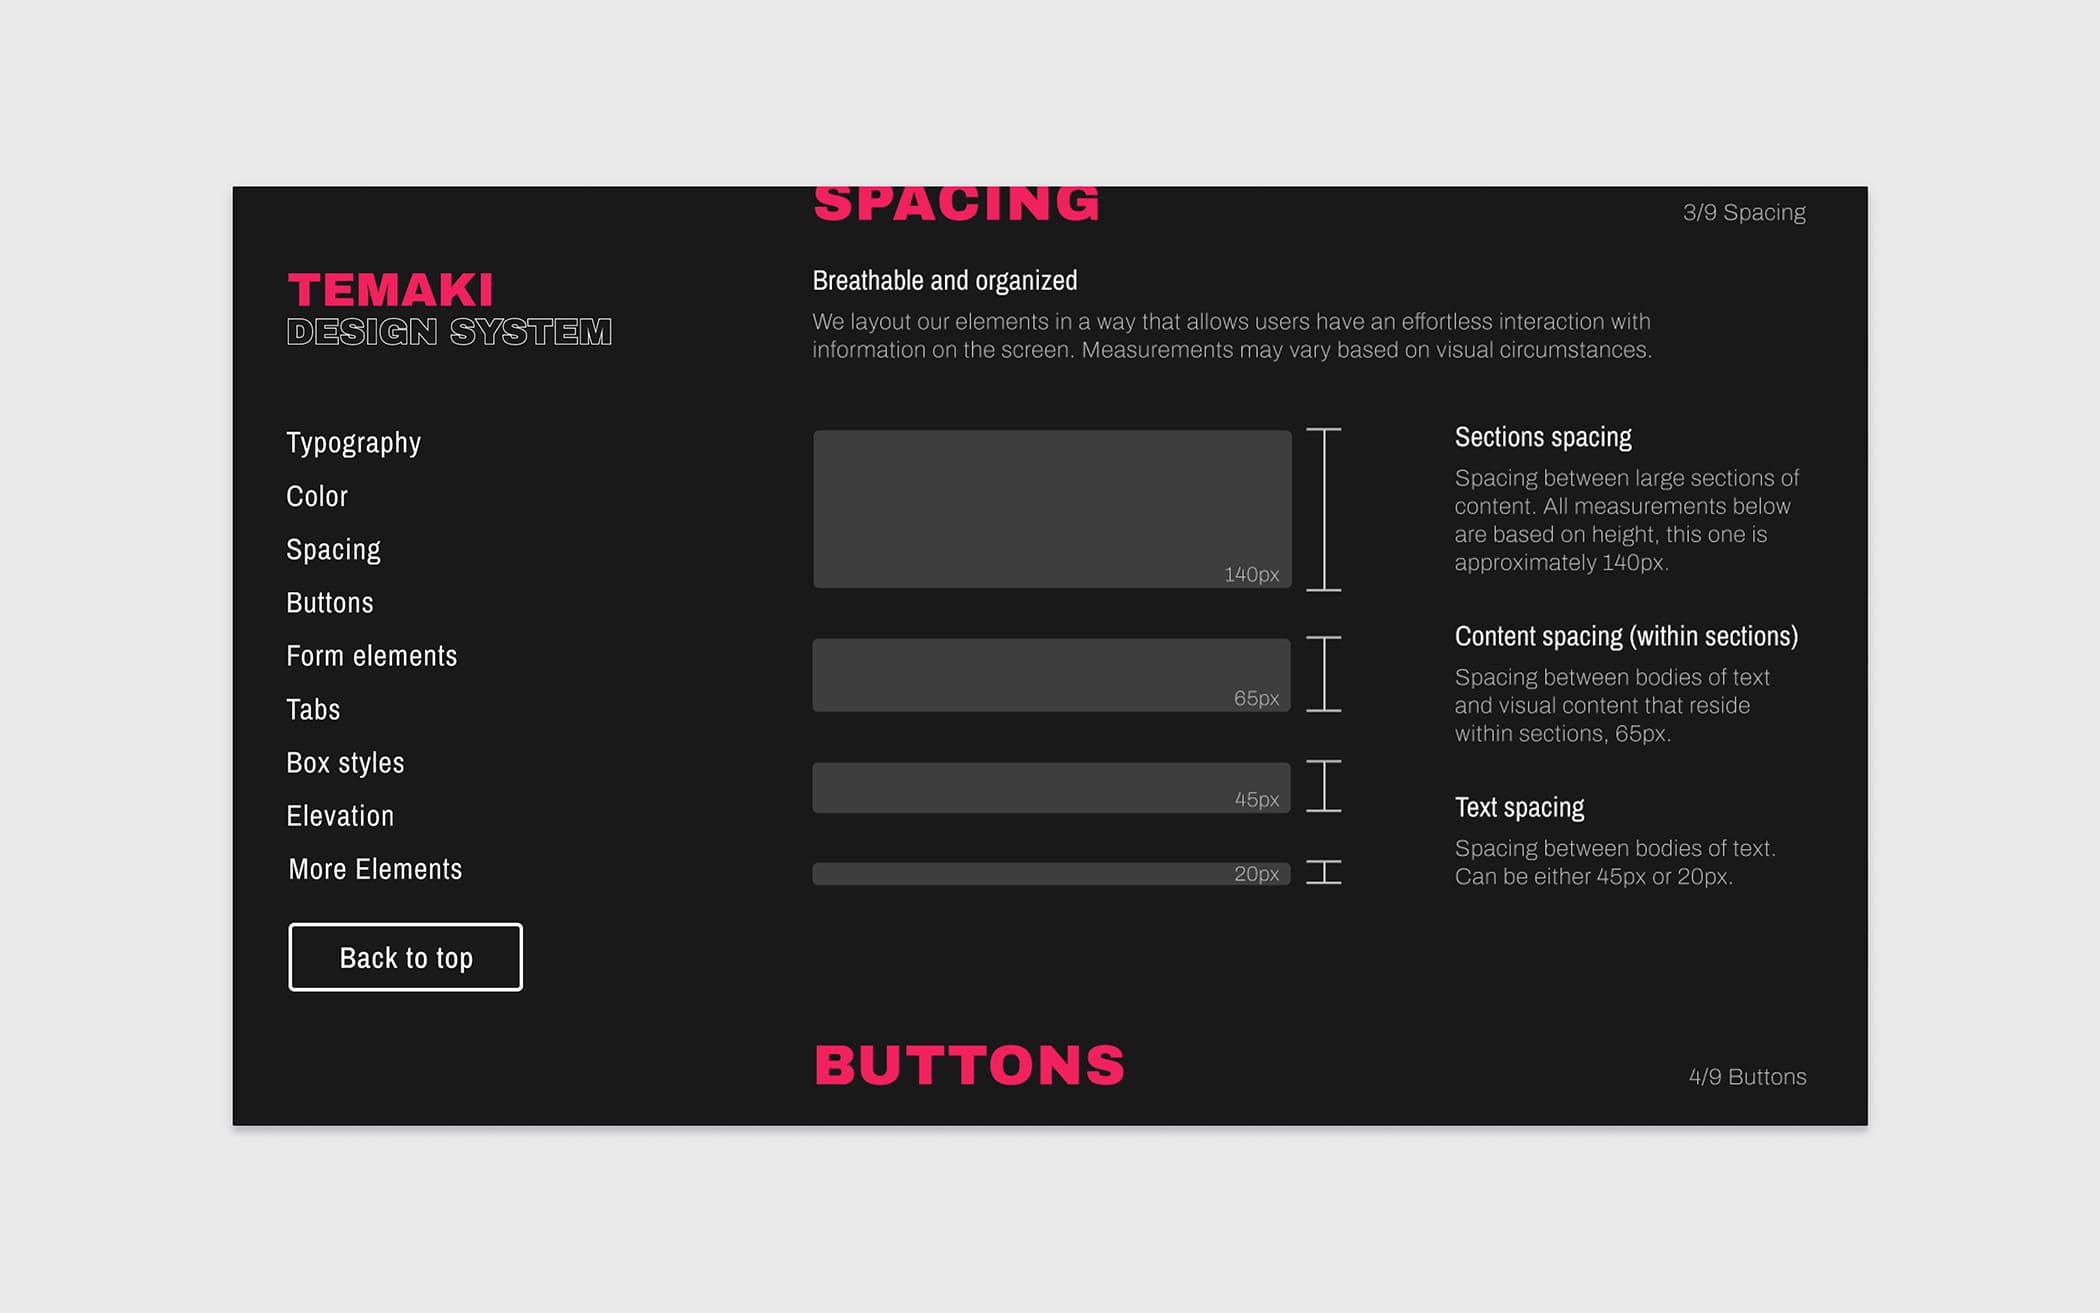 SPACING
3/9 Spacing
TEMAKI
DESIGN SYSTEM
Typography
Color
Spacing
Buttons
Form elements
Tabs
Box styles
Elevation
More Elements
Back to top
Breathable and organized
We layout our elements in a way that allows users have an effortless interaction with
information on the screen. Measurements may vary based on visual circumstances.
140px
65px
45px
20px
Sections spacing
Spacing between large sections of
content. All measurements below
are based on height, this one is
approximately 140px.
Content spacing (within sections)
Spacing between bodies of text
and visual content that reside
within sections, 65px.
Text spacing
Spacing between bodies of text.
Can be either 45px or 20px.
BUTTONS
4/9 Buttons